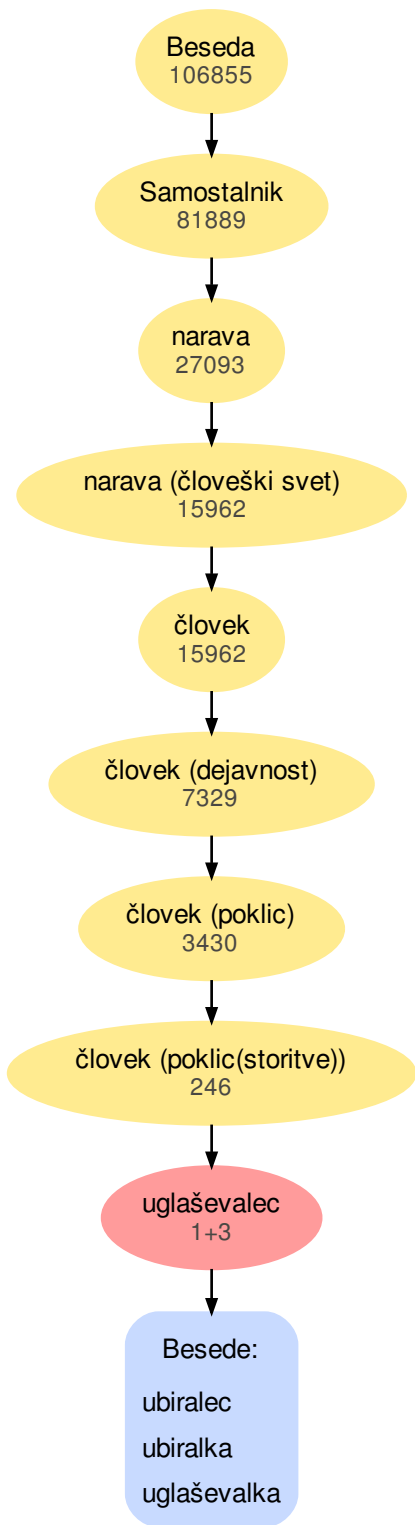 Beseda
106855
Samostalnik
81889
narava
27093
narava (človeški svet)
15962
človek
15962
človek (dejavnost)
7329
človek (poklic)
3430
človek (poklic(storitve))
246
uglaševalec
1+3
Besede:
ubiralec
ubiralka
uglaševalka